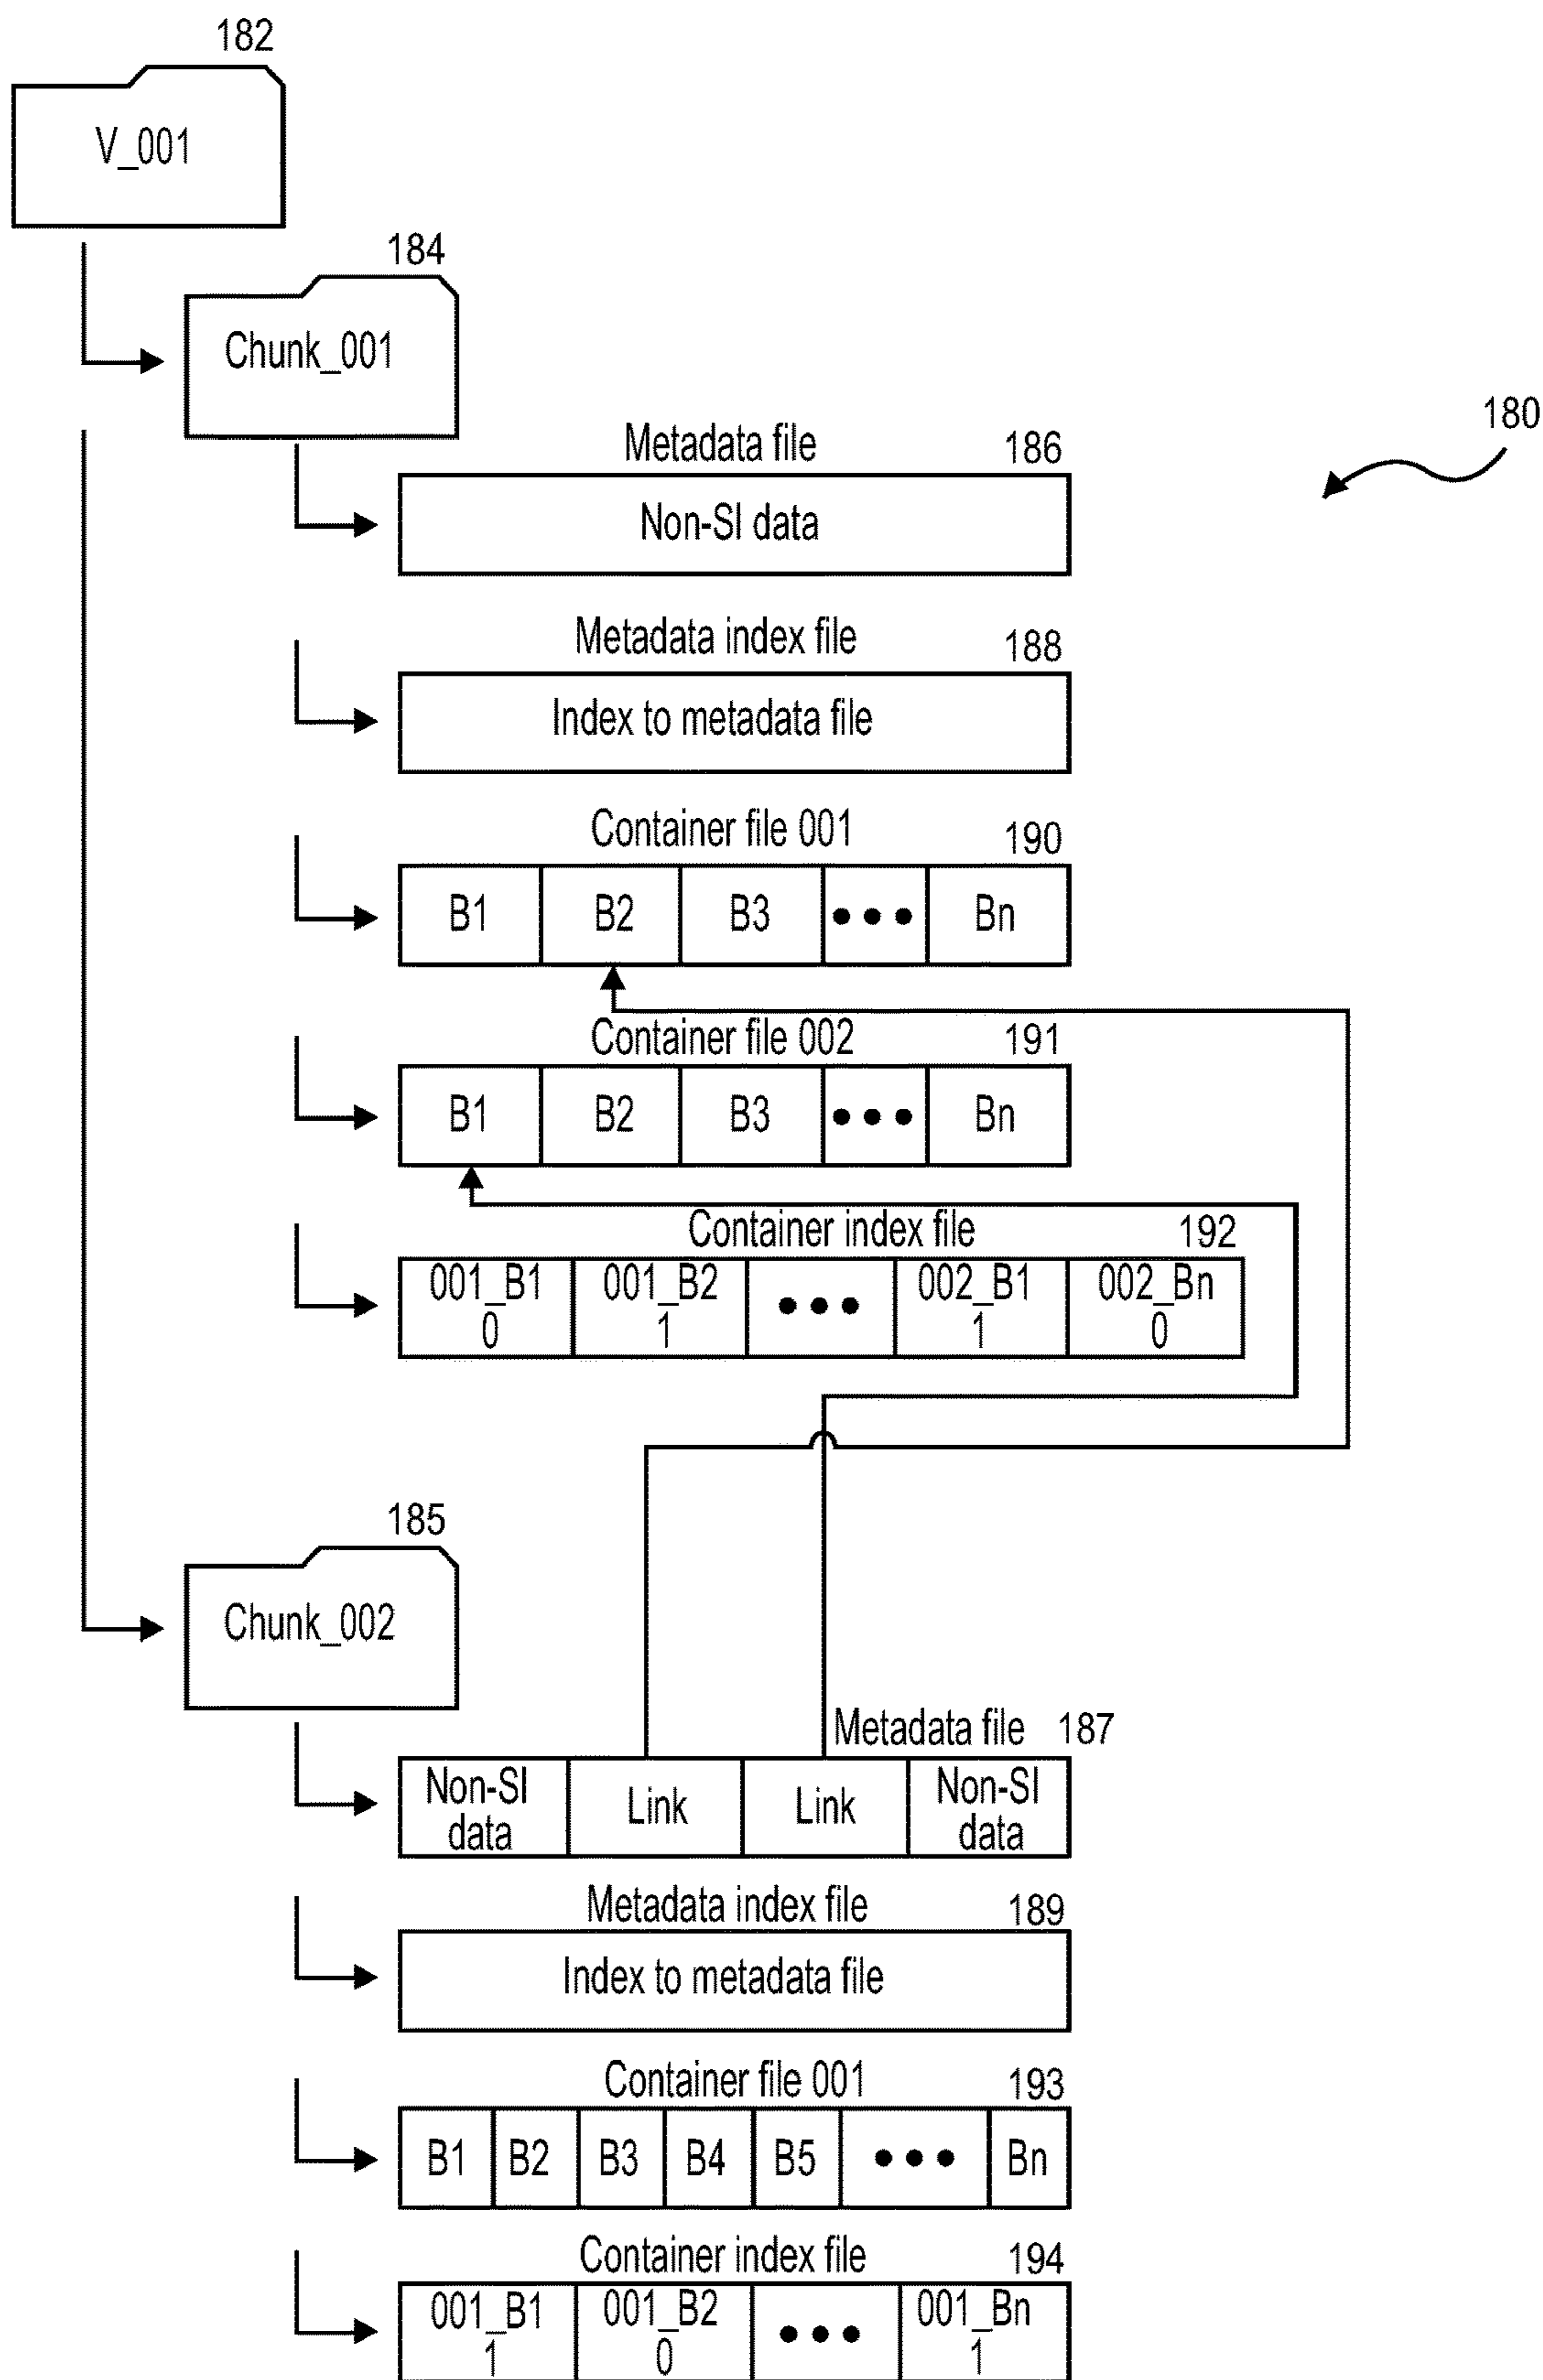 182
V_001
184
Chunk_001
180
Metadata file 186
Non-SI data
Metadata index file 188
Index to metadata file
Container file 001 190
B1 B2 B3 ●●● Bn
Container file 002 191
B1 B2 B3 ●●● Bn
Container index file 192
001_B1 001_B2 ●●● 002_B1 002_Bn
0 1 1 0
185
Chunk_002
Metadata file 187
Non-SI Link Link Non-SI
data data
Metadata index file 189
Index to metadata file
Container file 001 193
B1 B2 B3 B4 B5 ●●● Bn
Container index file 194
001_B1 001_B2 ●●● 001_Bn
1 0 1